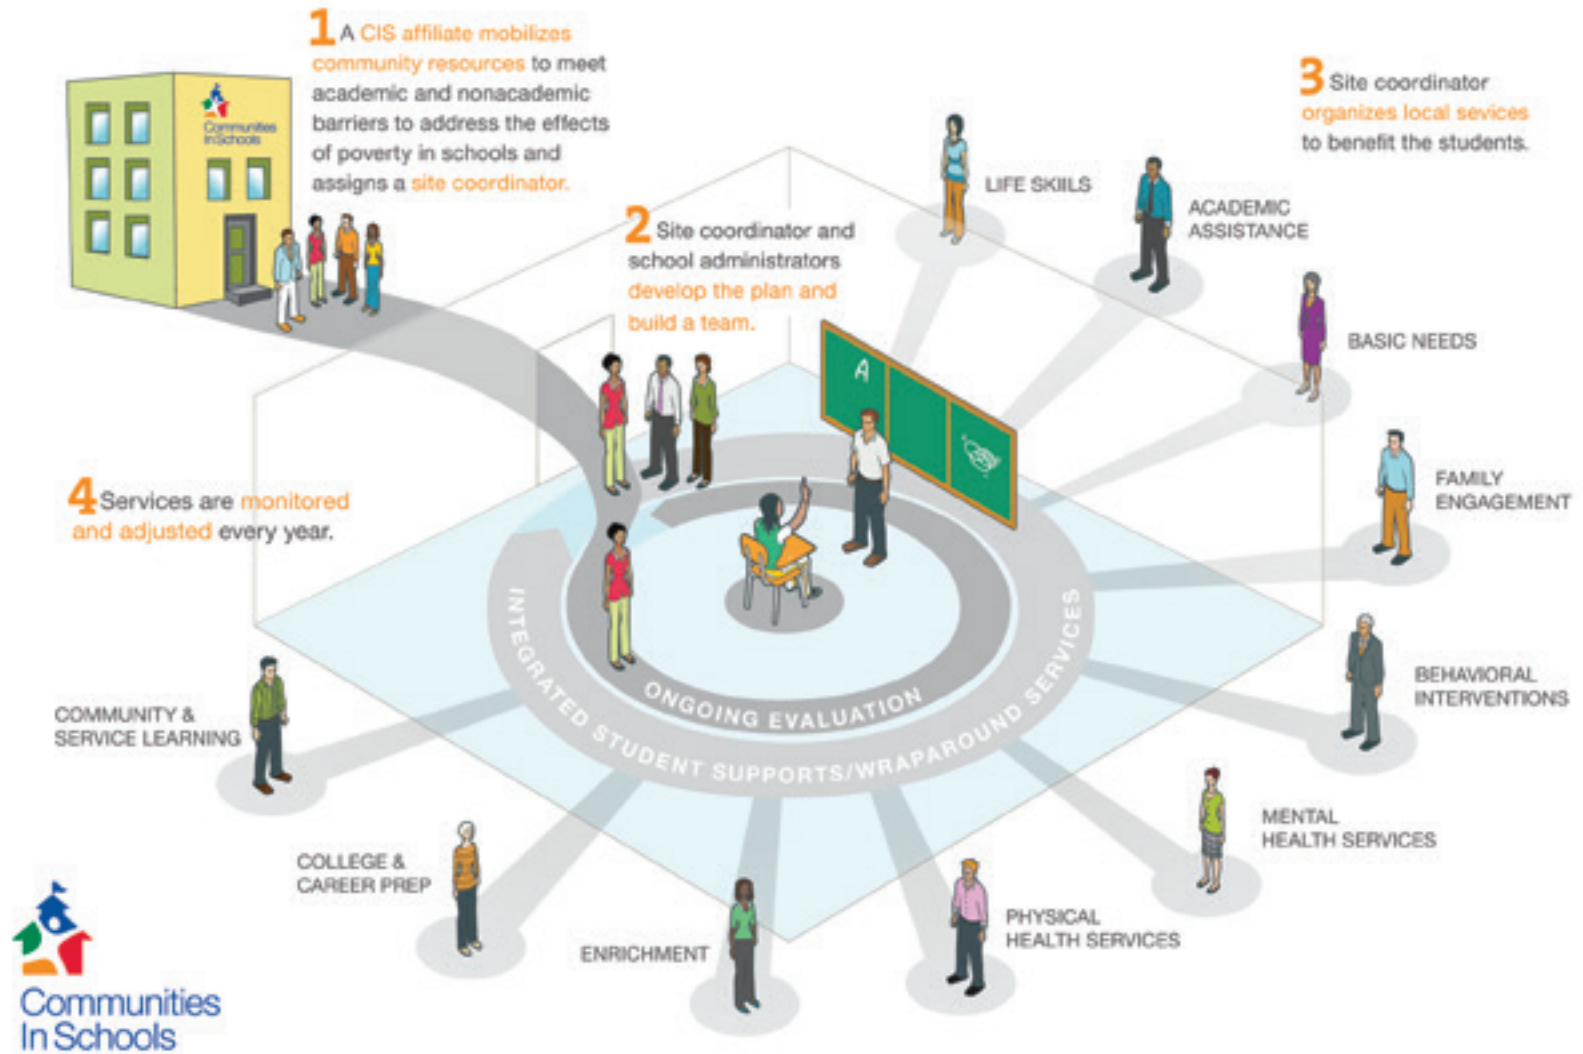 1 A CIS affiliate mobilizes
community resources to meet
academic and nonacademic
barriers to address the effects
of poverty in schools and
assigns a site coordinator.
Communities
In Schools
2 Site coordinator and
school administrators
develop the plan and
build a team.
3 Site coordinator
organizes local sevices
to benefit the students.
4 Services are monitored
and adjusted every year.
LIFE SKIILS
ACADEMIC
ASSISTANCE
BASIC NEEDS
FAMILY
ENGAGEMENT
BEHAVIORAL
INTERVENTIONS
MENTAL
HEALTH SERVICES
PHYSICAL
HEALTH SERVICES
ENRICHMENT
COLLEGE &
CAREER PREP
COMMUNITY &
SERVICE LEARNING
A
ONGOING EVALUATION
INTEGRATED STUDENT SUPPORTS/WRAPAROUND SERVICES
Communities
In Schools